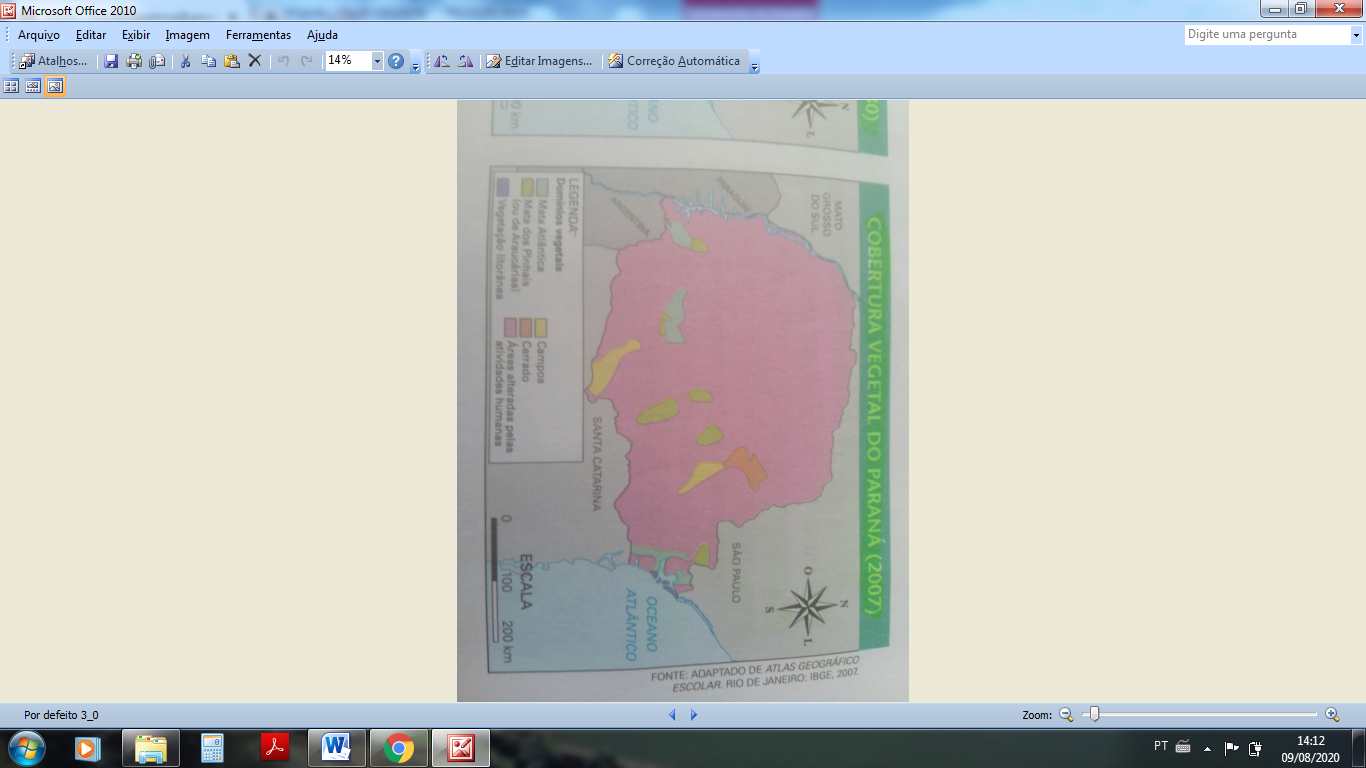 Microsoft Office 2010
Arquivo Editar Exibir Imagem Ferramentas Ajuda
Digite uma pergunta
Atalhos... 14% Editar Imagens... Correção Automática
O) L N
ANO
TICO
0 km
COBERTURA VEGETAL DO PARANÁ (2007)
MATO
GROSSO
DO SUL
PARAGUAI
ARGENTINA
SÃO PAULO
SANTA CATARINA
OCEANO
ATLÂNTICO
N
O
L
S
LEGENDA
Domínios vegetais
Mata Atlântica
Mata dos Pinhais
(ou de Araucárias)
Vegetação litorânea
Campos
Cerrado
Áreas alteradas pelas
atividades humanas
ESCALA
0 100 200 km
FONTE: ADAPTADO DE ATLAS GEOGRÁFICO
ESCOLAR. RIO DE JANEIRO: IBGE, 2007.
Por defeito 3_0
Zoom:
PT
14:12
09/08/2020